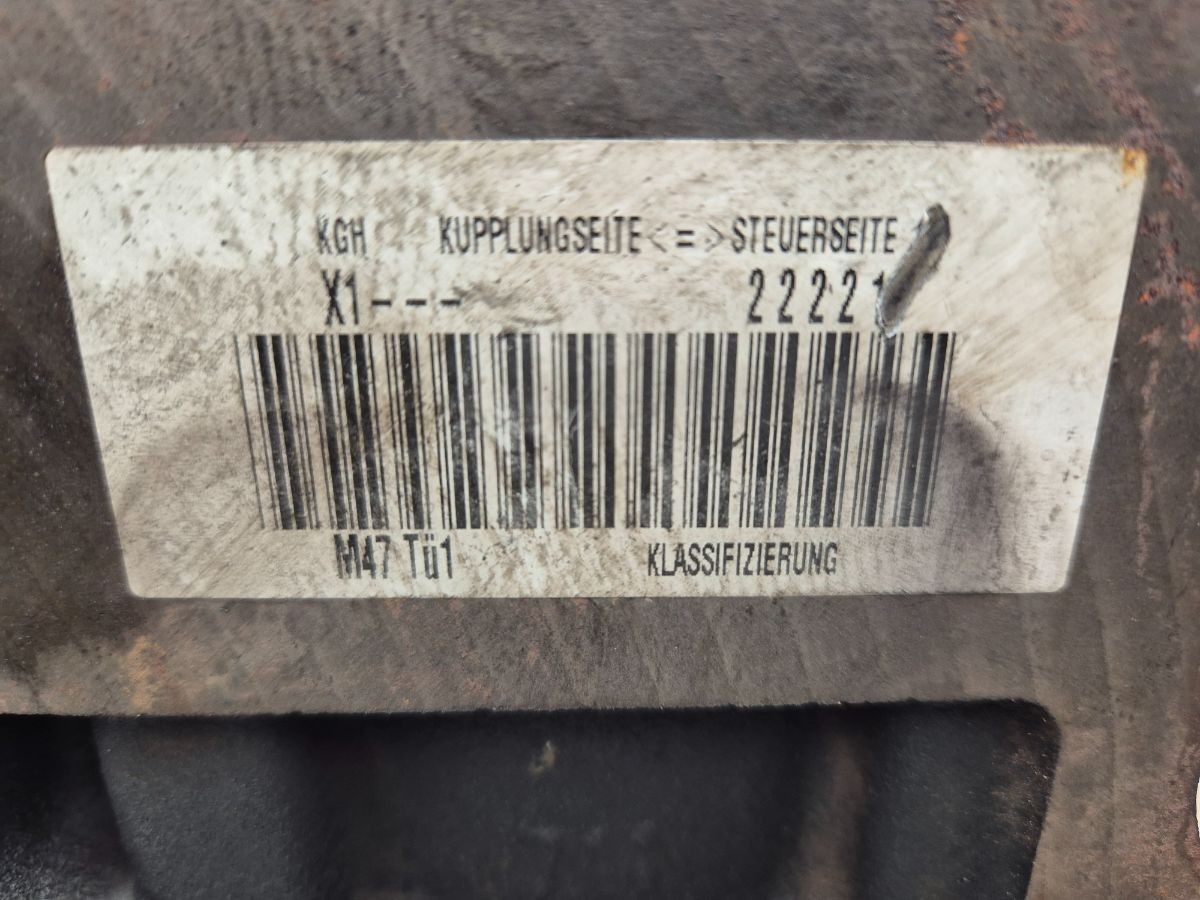 KGH KUPPLUNGSEITE < = > STEUERSEITE
X1--- 22221
M47 Tü1 KLASSIFIZIERUNG